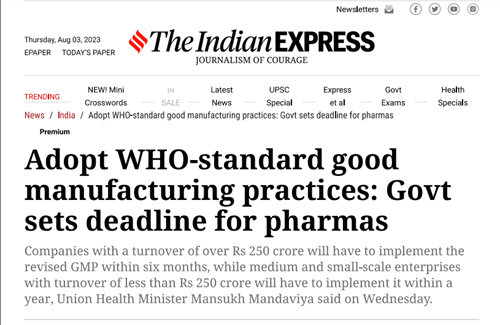 Newsletters
Thursday, Aug 03, 2023
EPAPER TODAY'S PAPER
The Indian EXPRESS
JOURNALISM OF COURAGE
TRENDING
NEW! Mini Crosswords
IN SALE
Latest News
UPSC Special
Express et al
Govt Exams
Health Specials
News / India / Adopt WHO-standard good manufacturing practices: Govt sets deadline for pharmas
Premium
Adopt WHO-standard good
manufacturing practices: Govt
sets deadline for pharmas
Companies with a turnover of over Rs 250 crore will have to implement the
revised GMP within six months, while medium and small-scale enterprises
with turnover of less than Rs 250 crore will have to implement it within a
year, Union Health Minister Mansukh Mandaviya said on Wednesday.